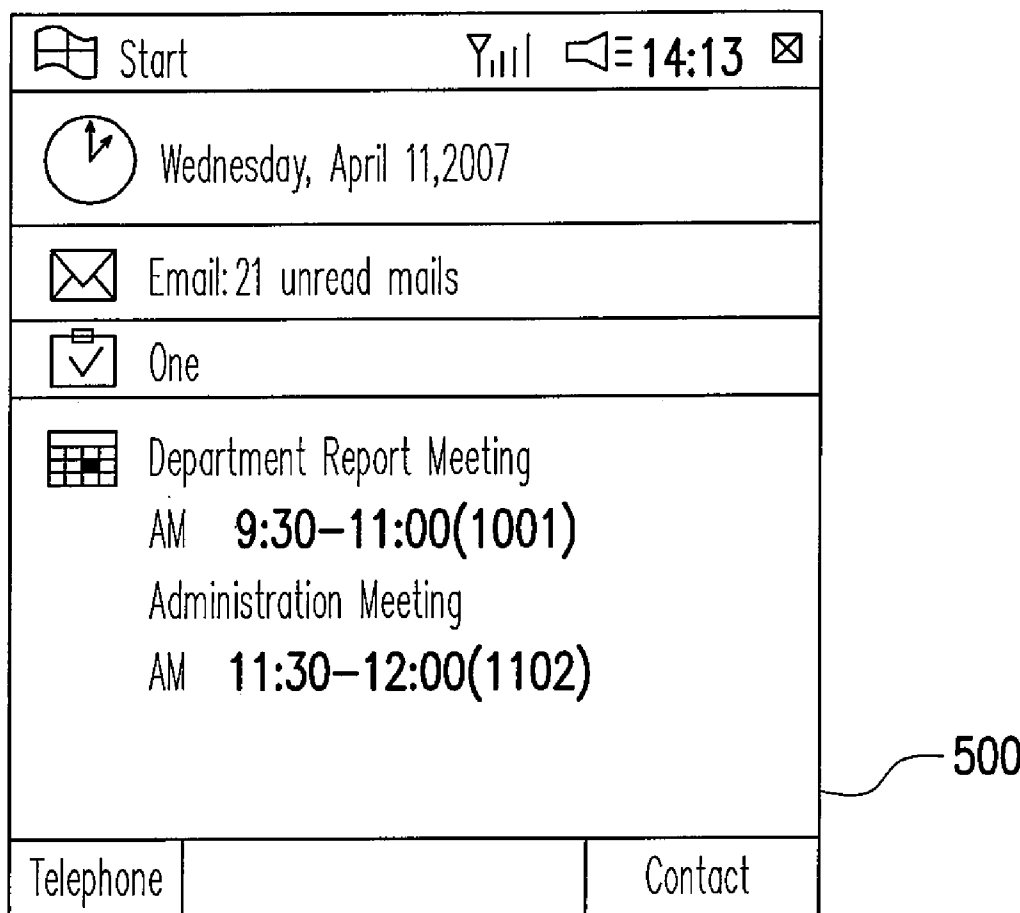 Start 14:13
Wednesday, April 11,2007
Email: 21 unread mails
One
Department Report Meeting
AM 9:30-11:00(1001)
Administration Meeting
AM 11:30-12:00(1102)
500
Telephone Contact